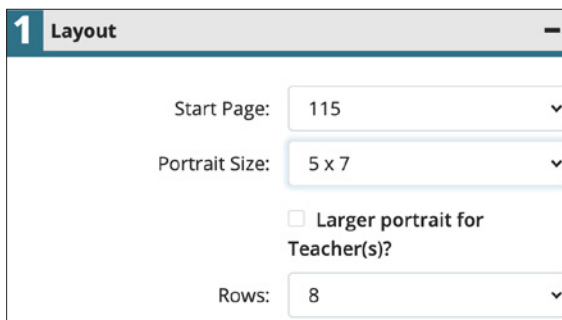 1 Layout
Start Page: 115
Portrait Size: 5 x 7
Larger portrait for
Teacher(s)?
Rows: 8